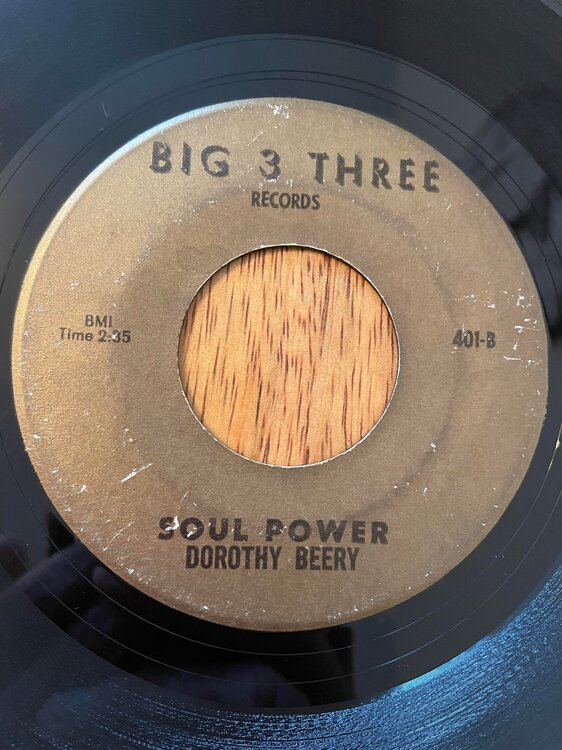 BIG 3 THREE
RECORDS
BMI
Time 2:35
401-B
SOUL POWER
DOROTHY BEERY